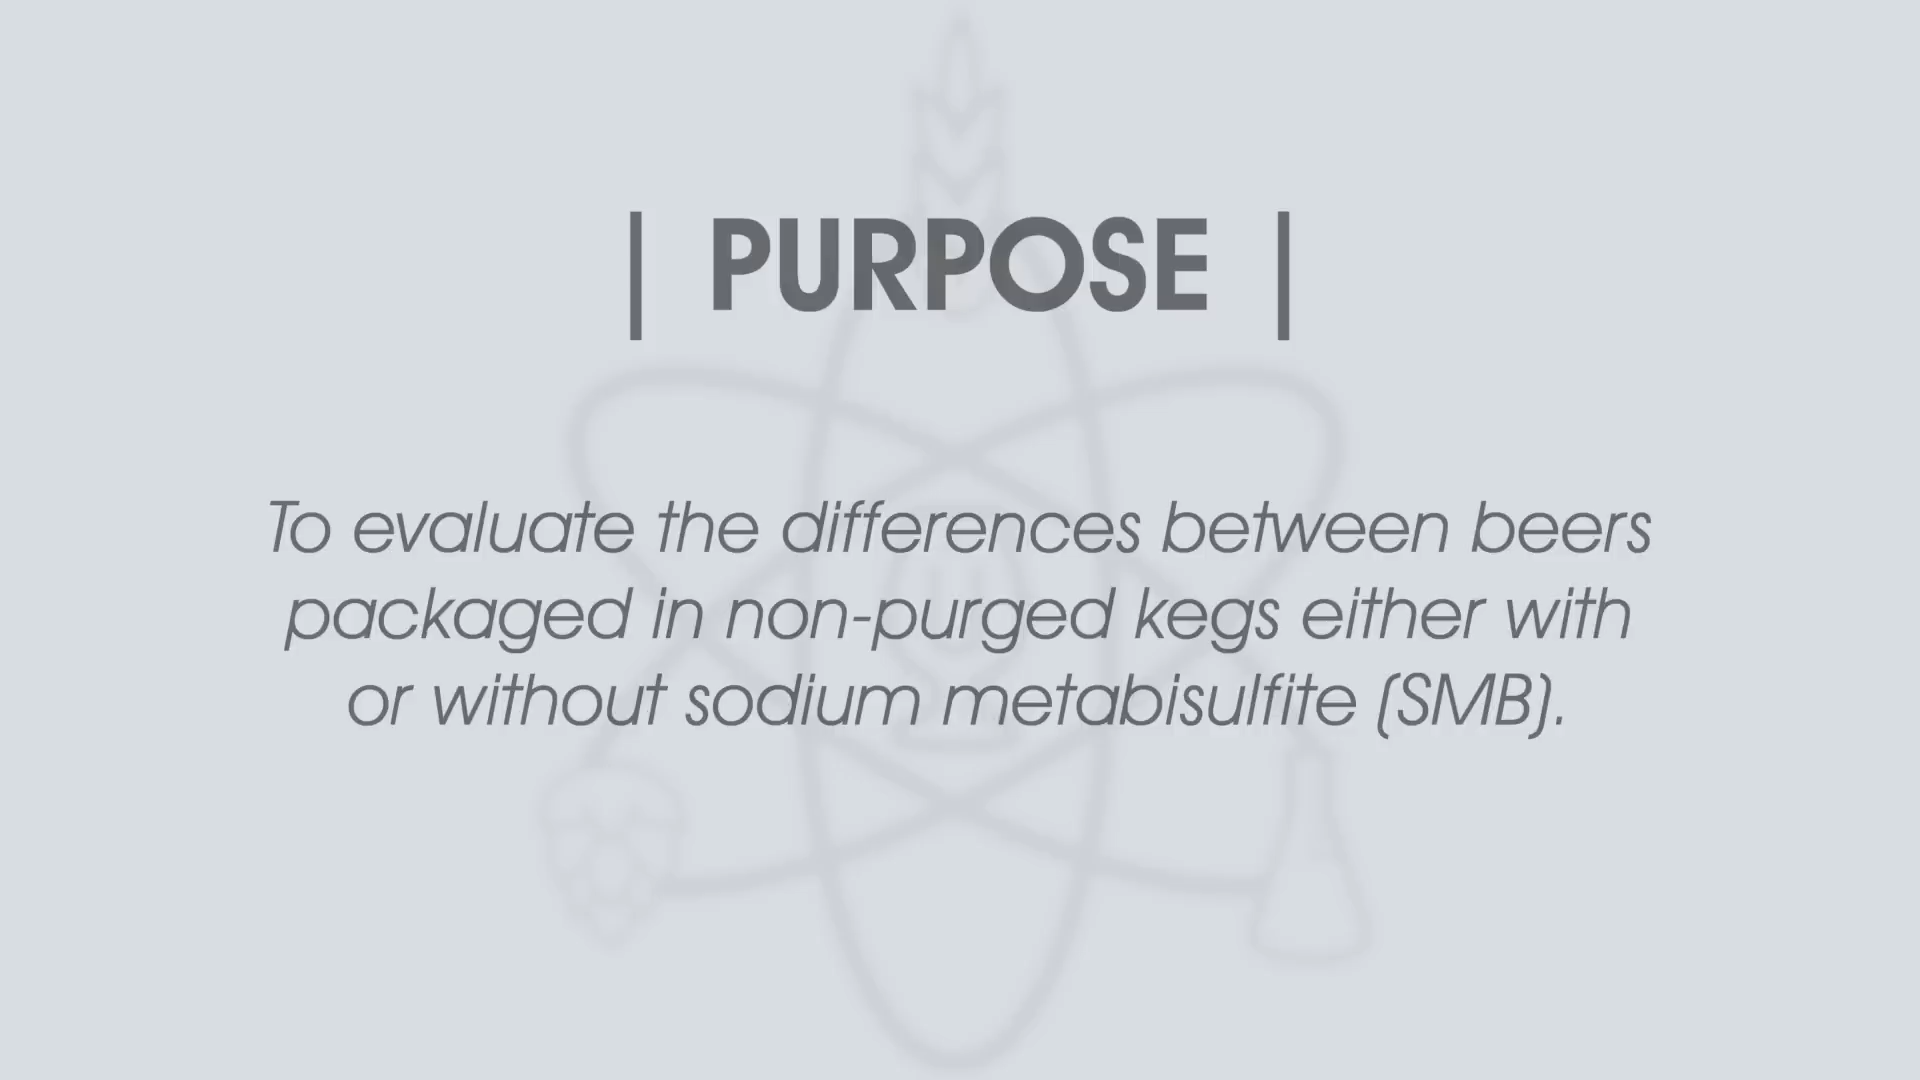 | PURPOSE |
To evaluate the differences between beers
packaged in non-purged kegs either with
or without sodium metabisulfite (SMB).